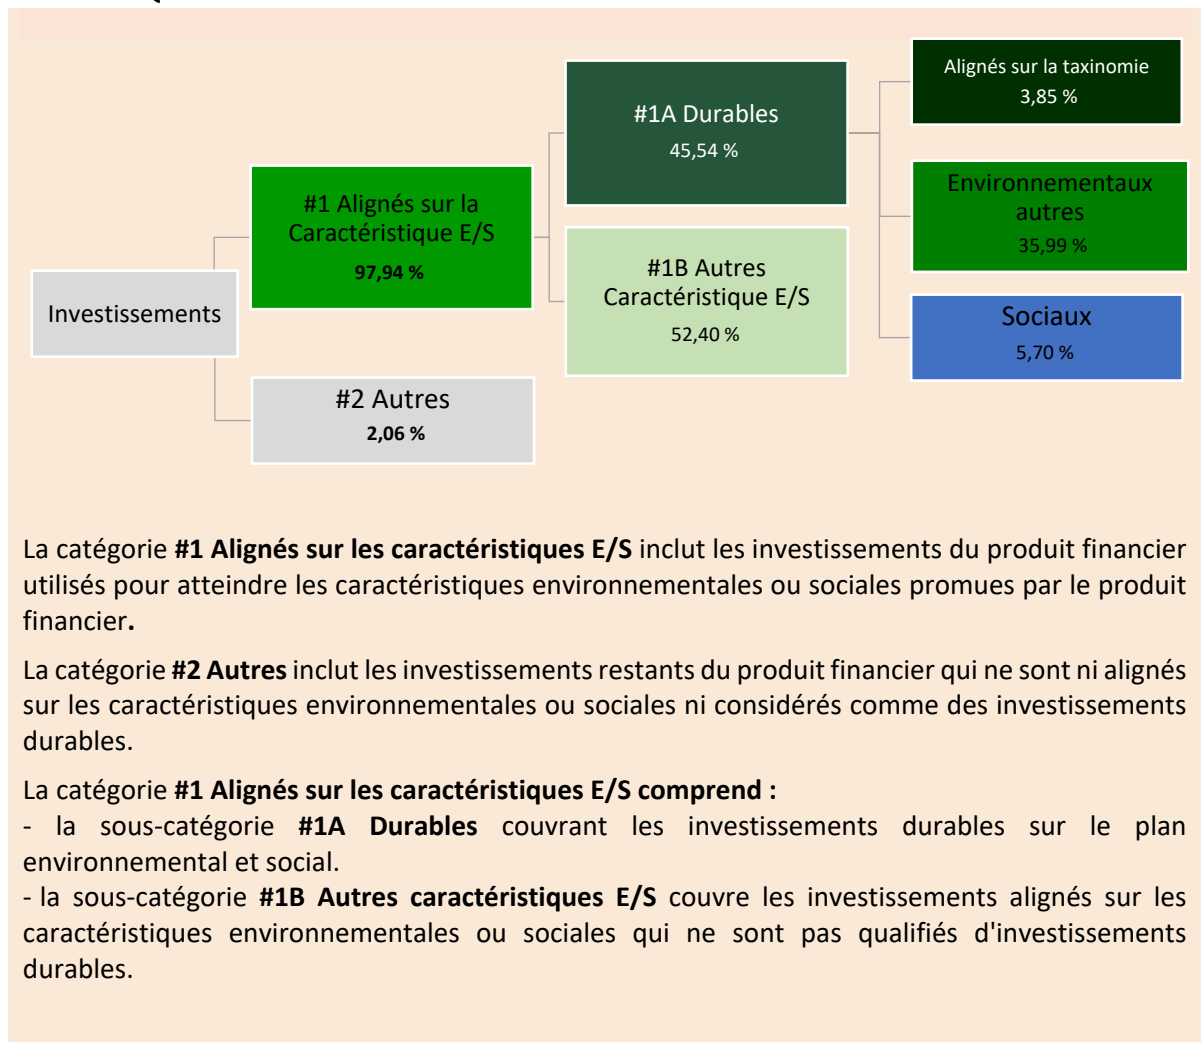 Investissements
#1 Alignés sur la
Caractéristique E/S
97,94 %
#2 Autres
2,06 %
#1A Durables
45,54 %
#1B Autres
Caractéristique E/S
52,40 %
Alignés sur la taxinomie
3,85 %
Environnementaux
autres
35,99 %
Sociaux
5,70 %
La catégorie #1 Alignés sur les caractéristiques E/S inclut les investissements du produit financier
utilisés pour atteindre les caractéristiques environnementales ou sociales promues par le produit
financier.
La catégorie #2 Autres inclut les investissements restants du produit financier qui ne sont ni alignés
sur les caractéristiques environnementales ou sociales ni considérés comme des investissements
durables.
La catégorie #1 Alignés sur les caractéristiques E/S comprend :
- la sous-catégorie #1A Durables couvrant les investissements durables sur le plan
environnemental et social.
- la sous-catégorie #1B Autres caractéristiques E/S couvre les investissements alignés sur les
caractéristiques environnementales ou sociales qui ne sont pas qualifiés d'investissements
durables.